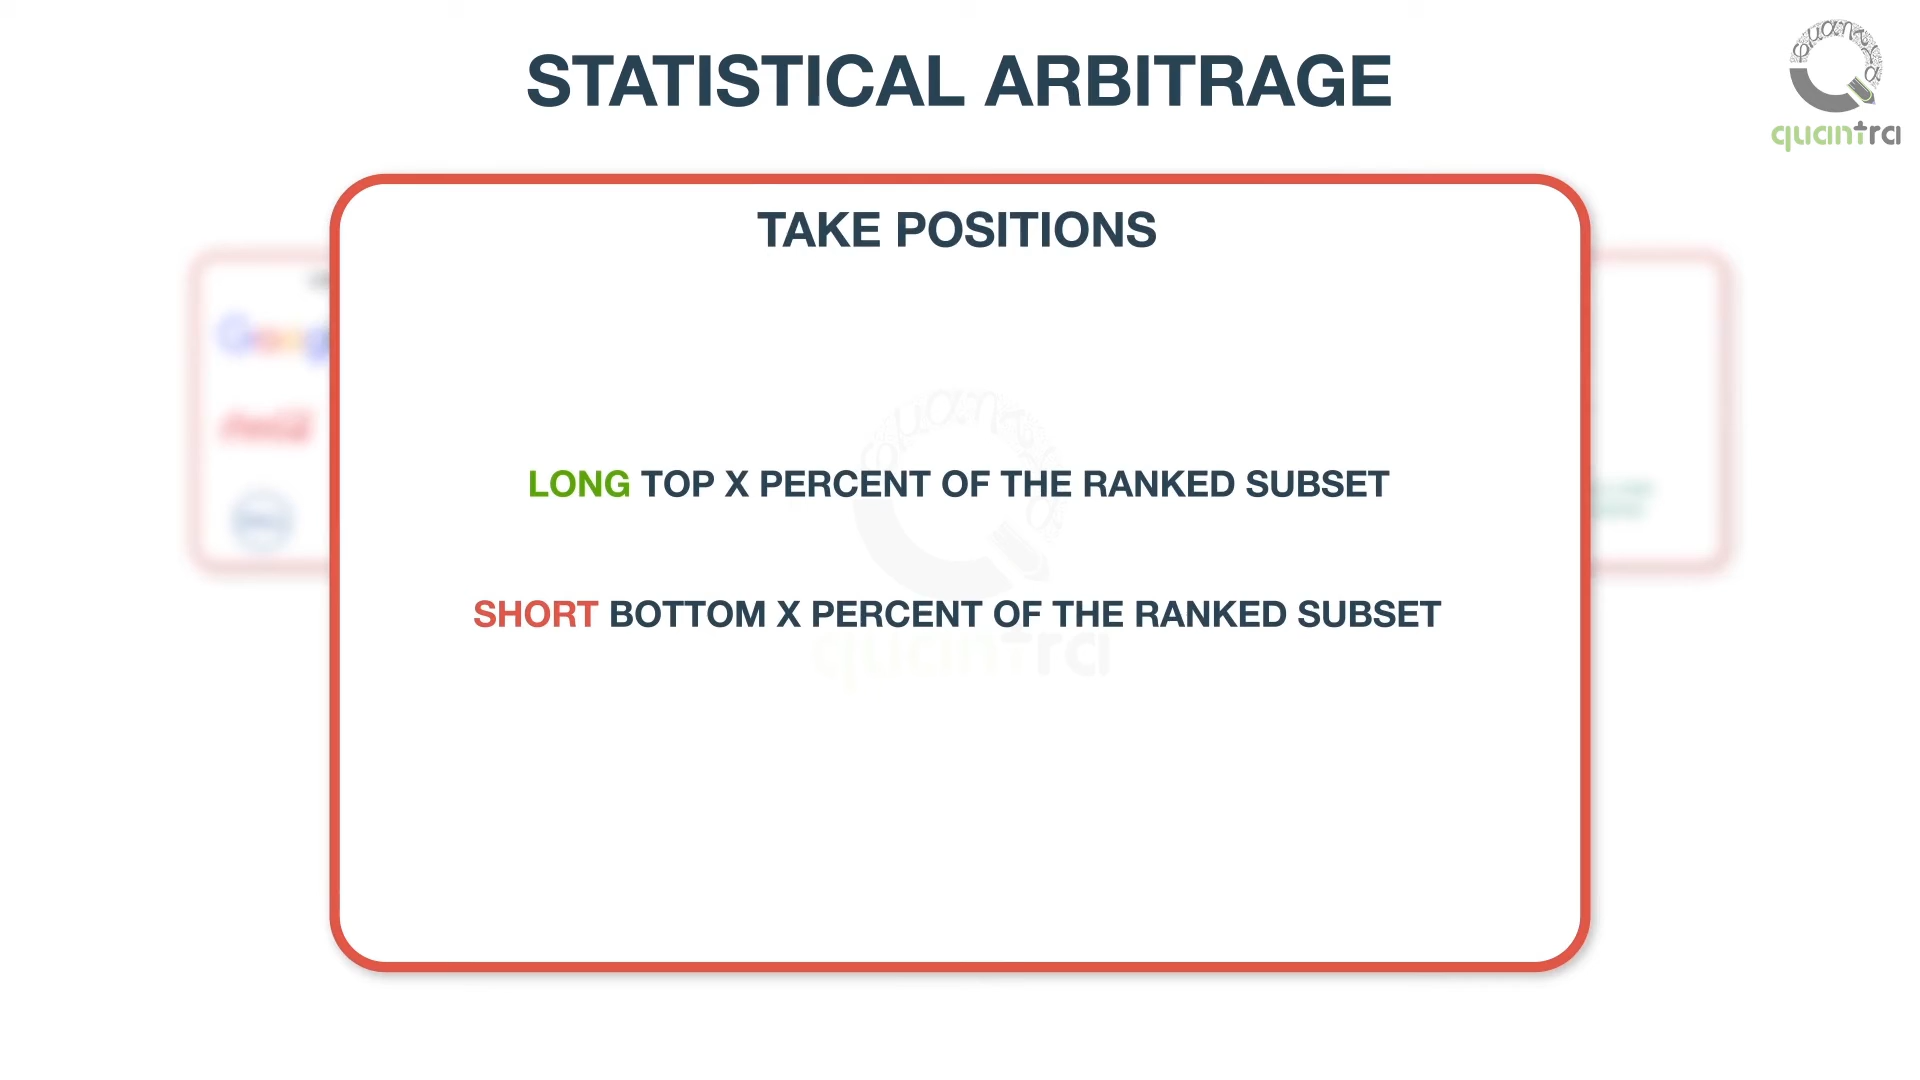 STATISTICAL ARBITRAGE
quantra
TAKE POSITIONS
LONG TOP X PERCENT OF THE RANKED SUBSET
SHORT BOTTOM X PERCENT OF THE RANKED SUBSET
quantra